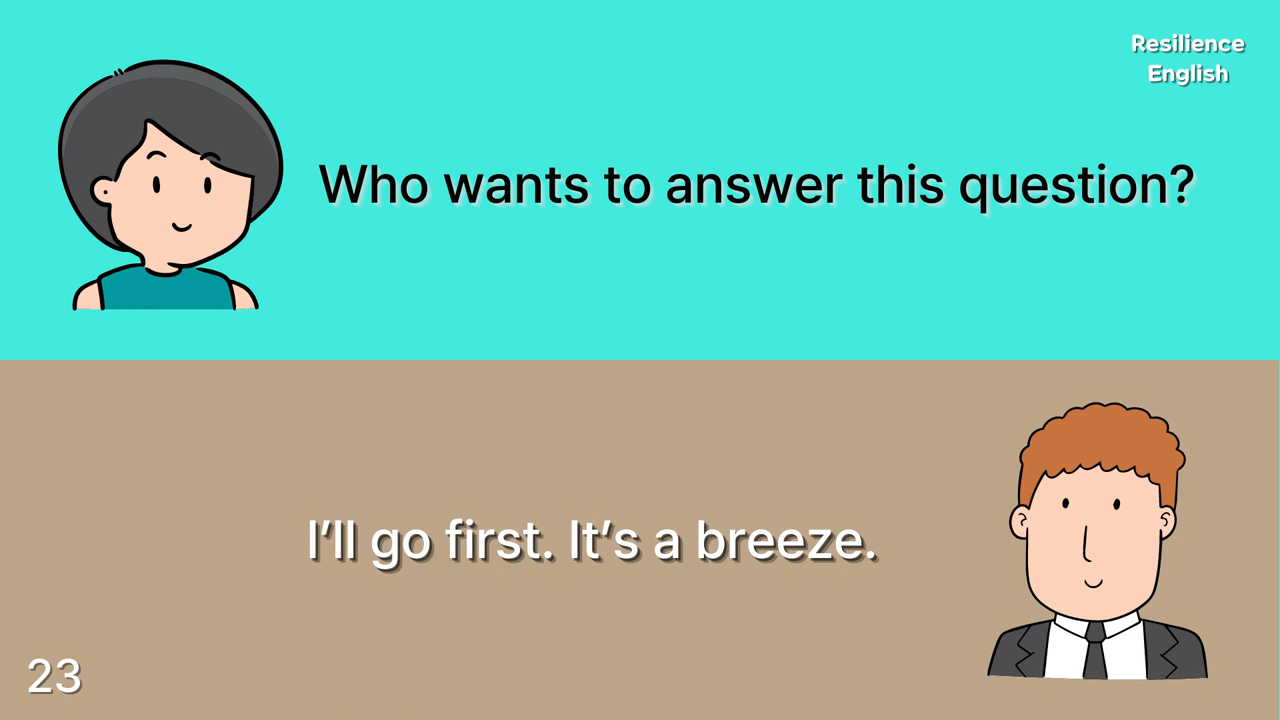 Resilience
English
Who wants to answer this question?
I’ll go first. It’s a breeze.
23